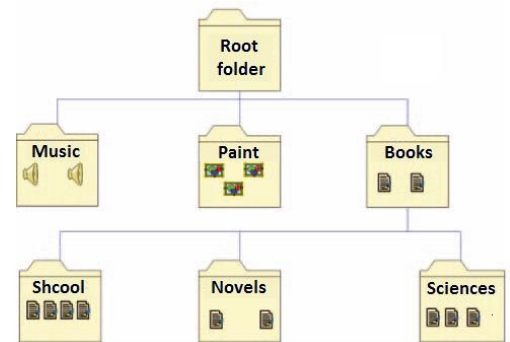 Root
folder
Music
Paint
Books
Shcool
Novels
Sciences